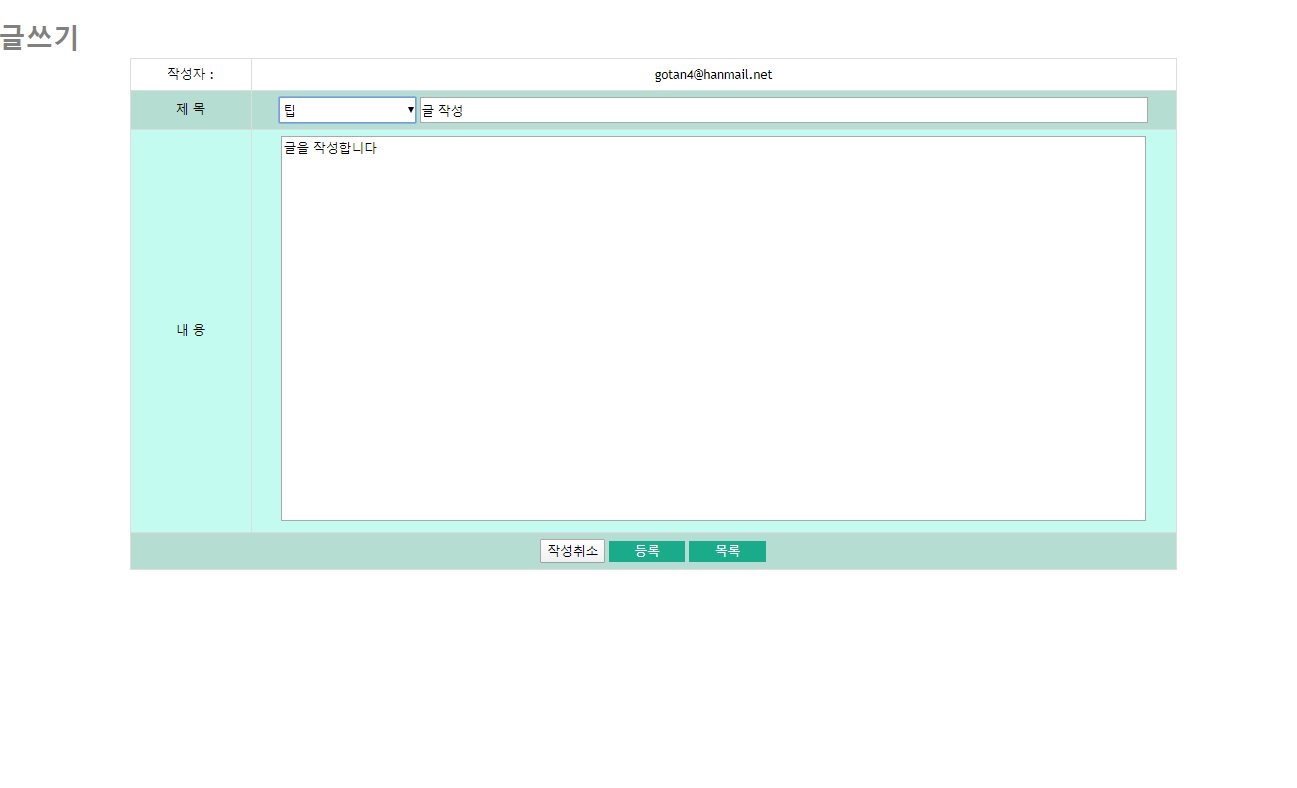 글쓰기
작성자 : gotan4@hanmail.net
제 목 팁 글 작성
내 용 글을 작성합니다
작성취소 등록 목록